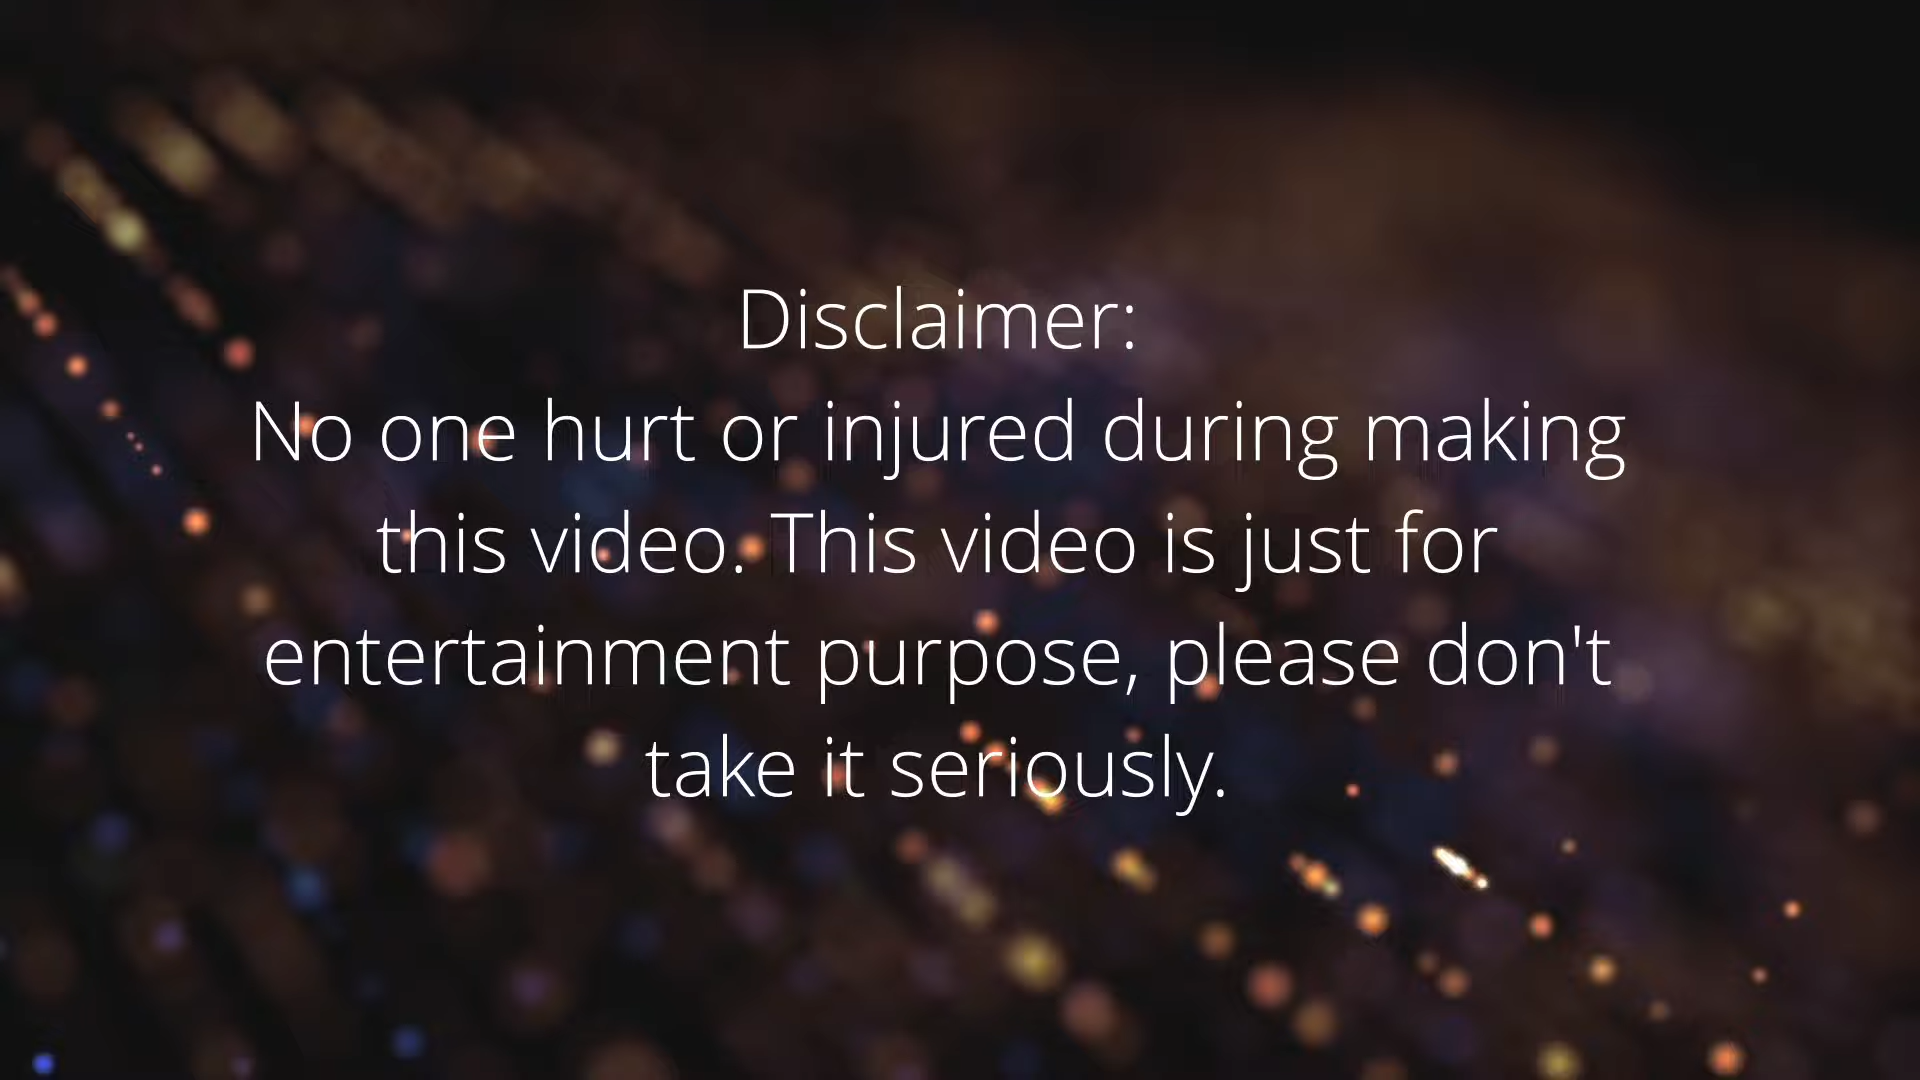 Disclaimer:
No one hurt or injured during making
this video. This video is just for
entertainment purpose, please don't
take it seriously.